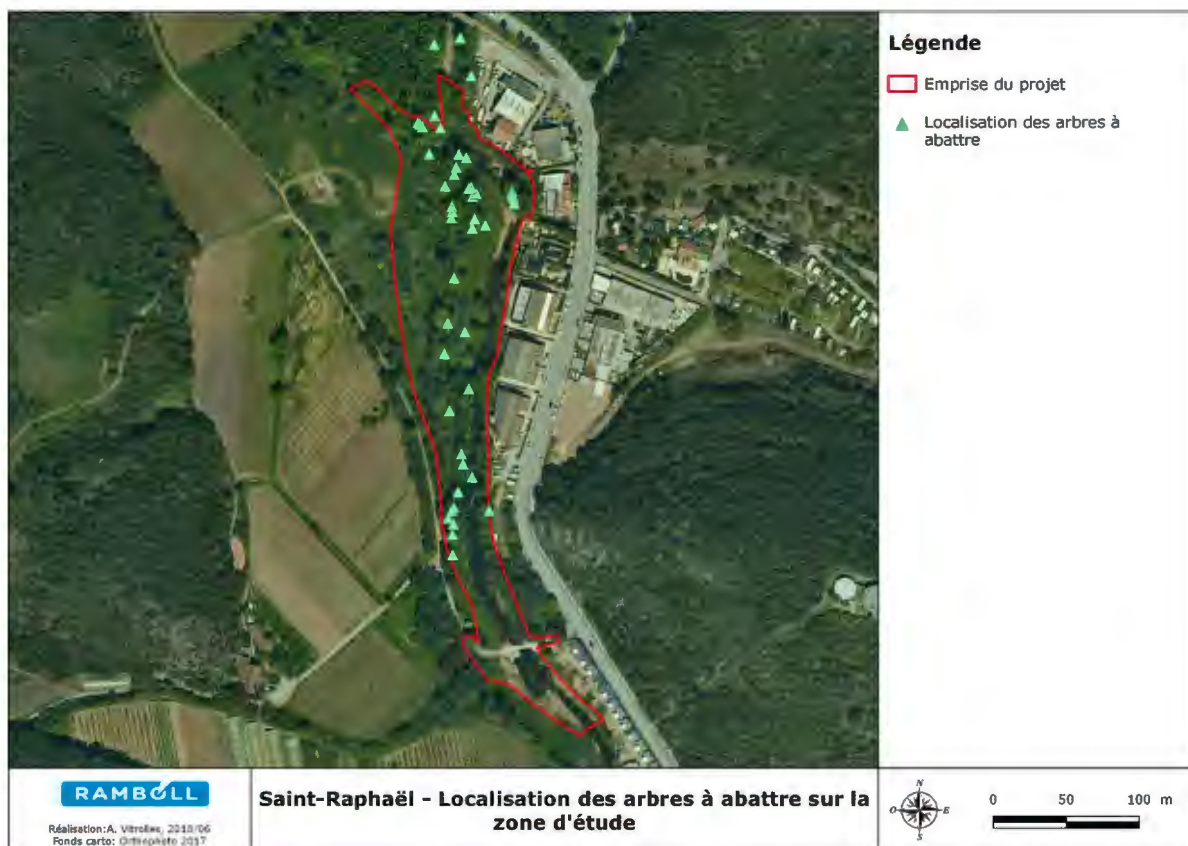 Légende
Emprise du projet
Localisation des arbres à
abattre
RAMBOLL
Réalisation: A. Vitrolles, 2018/06
Fonds carto: Orthophoto 2017
Saint-Raphaël - Localisation des arbres à abattre sur la
zone d'étude
N
O E
S
0 50 100 m